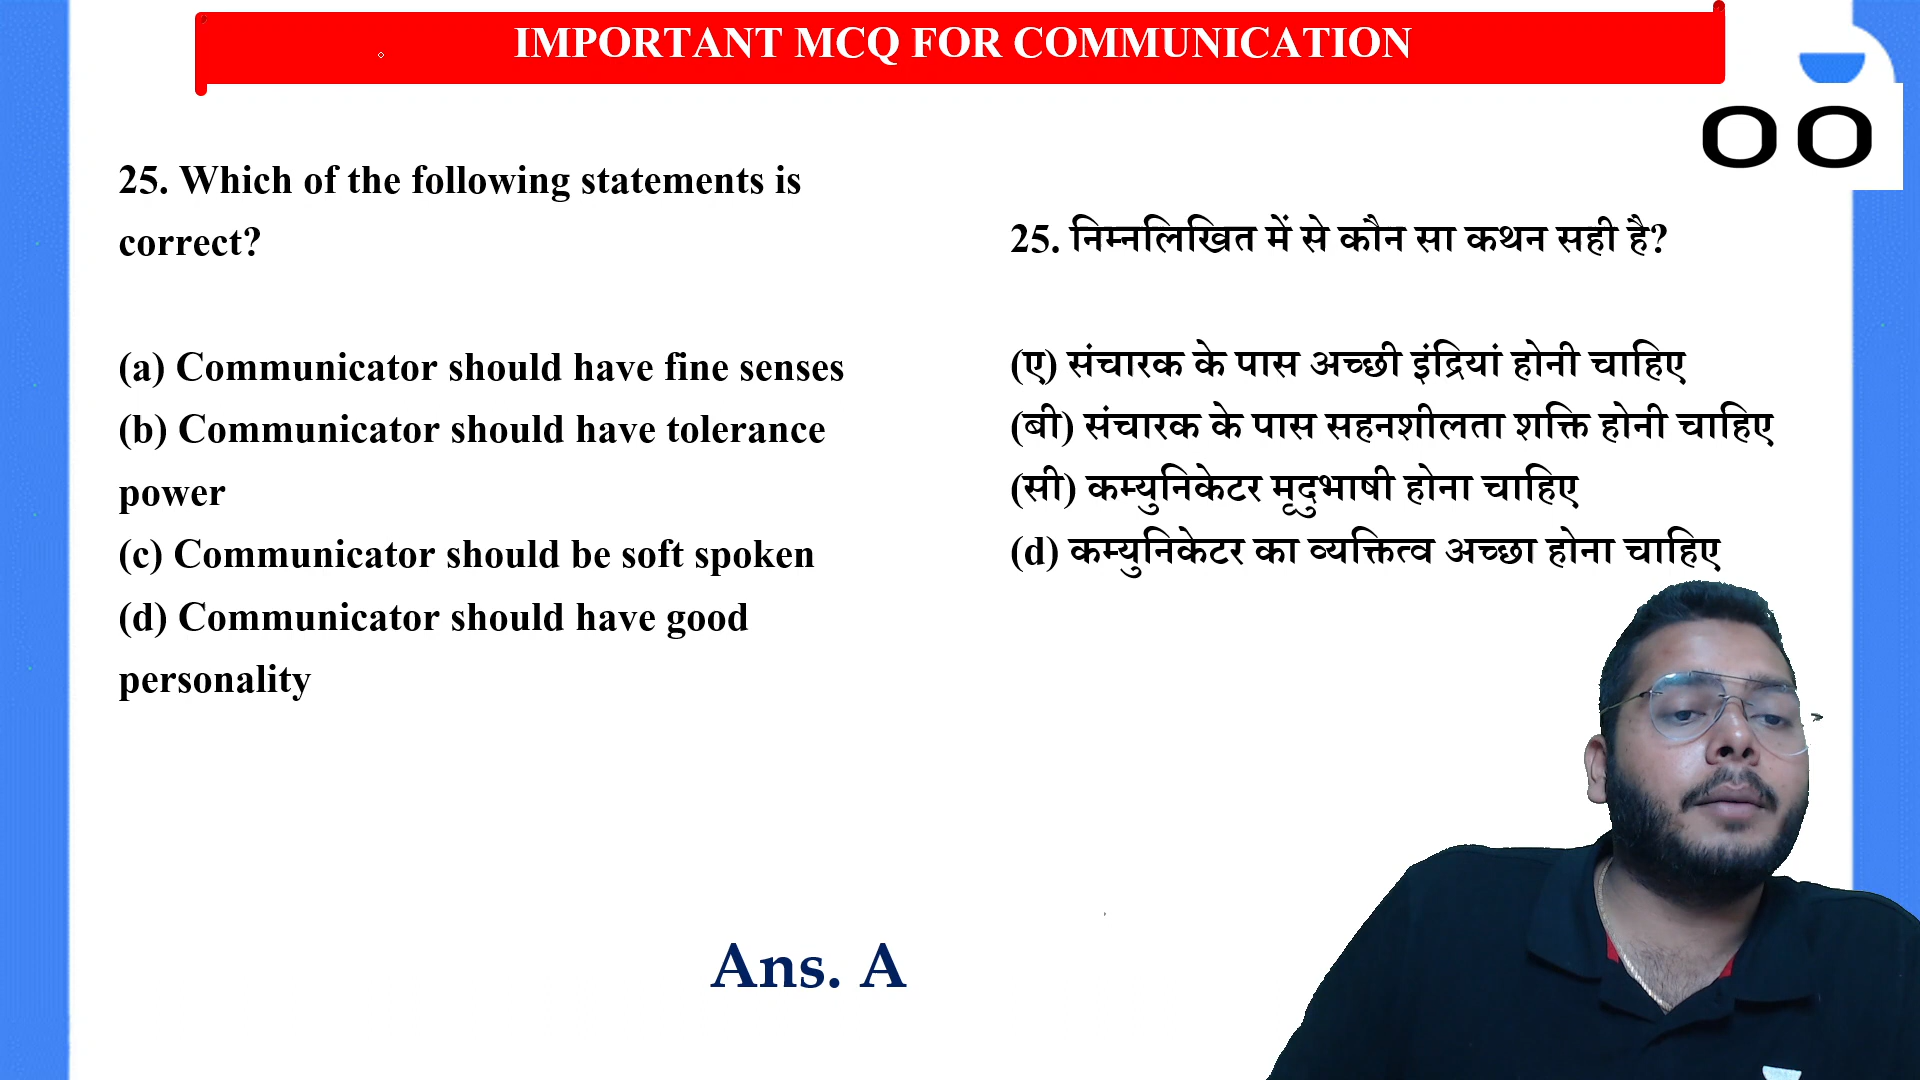 IMPORTANT MCQ FOR COMMUNICATION
25. Which of the following statements is
correct?
(a) Communicator should have fine senses
(b) Communicator should have tolerance
power
(c) Communicator should be soft spoken
(d) Communicator should have good
personality
25. निम्नलिखित में से कौन सा कथन सही है?
(ए) संचारक के पास अच्छी इंद्रियां होनी चाहिए
(बी) संचारक के पास सहनशीलता शक्ति होनी चाहिए
(सी) कम्युनिकेटर मृदुभाषी होना चाहिए
(d) कम्युनिकेटर का व्यक्तित्व अच्छा होना चाहिए
Ans. A